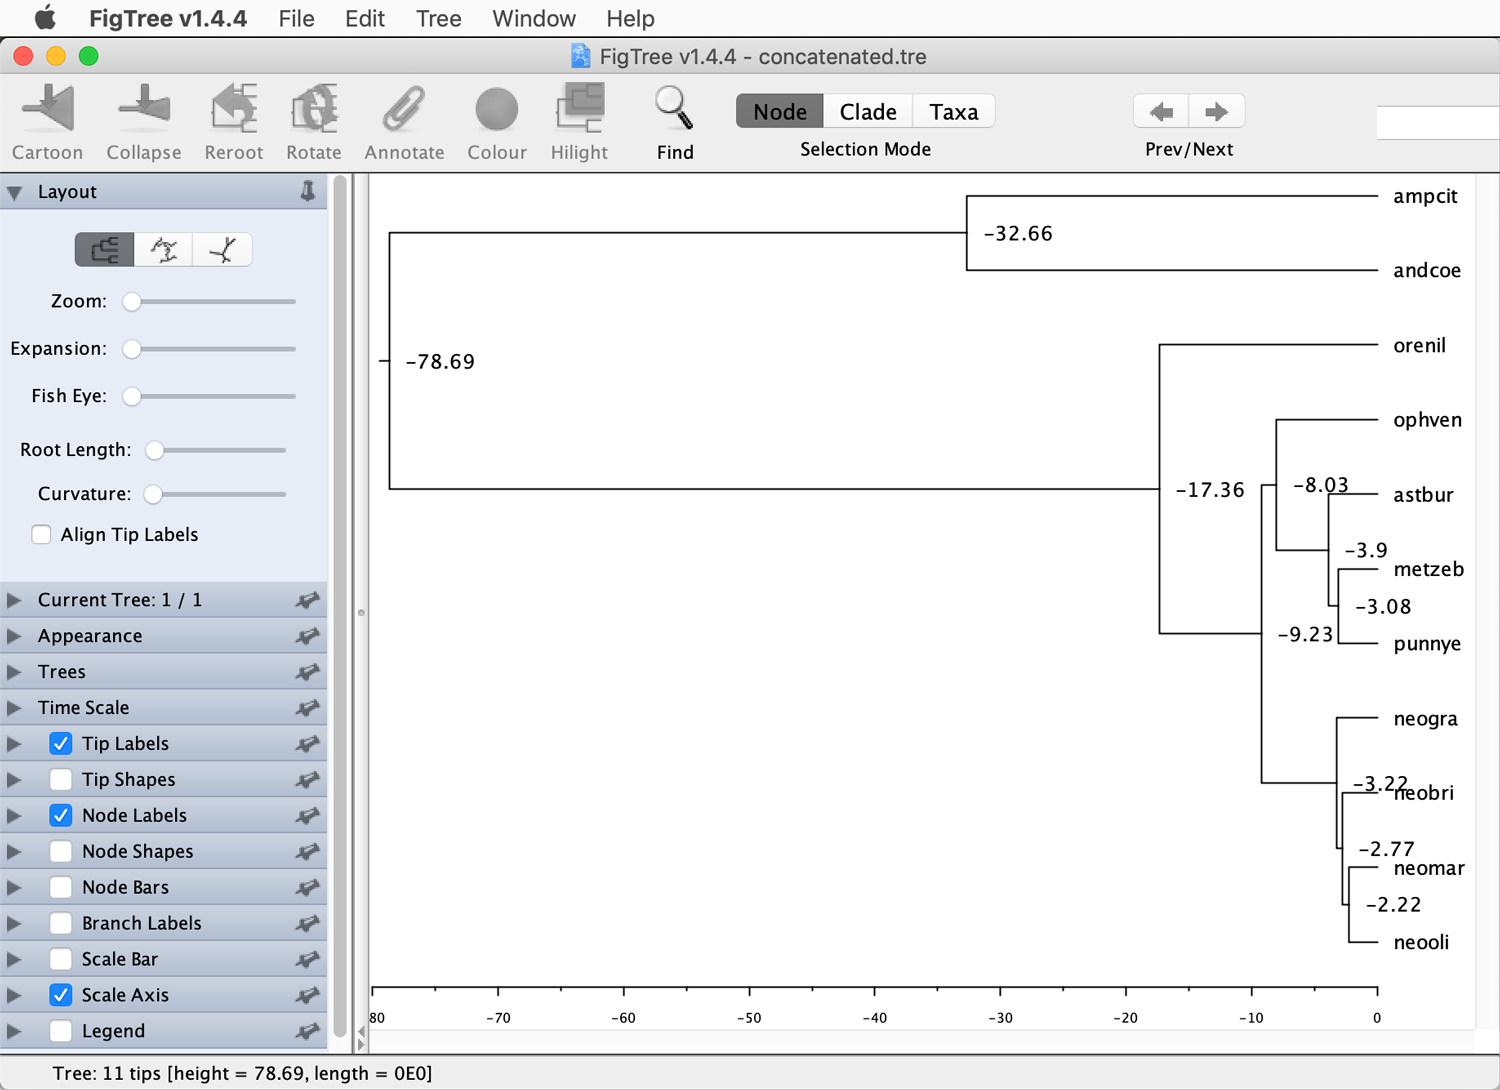 FigTree v1.4.4 File Edit Tree Window Help
FigTree v1.4.4 - concatenated.tre
Cartoon Collapse Reroot Rotate Annotate Colour Hilight Find
Node Clade Taxa
Selection Mode
Prev/Next
Layout
Zoom:
Expansion:
Fish Eye:
Root Length:
Curvature:
Align Tip Labels
Current Tree: 1 / 1
Appearance
Trees
Time Scale
Tip Labels
Tip Shapes
Node Labels
Node Shapes
Node Bars
Branch Labels
Scale Bar
Scale Axis
Legend
ampcit
-32.66
andcoe
orenil
-78.69
ophven
-8.03
-17.36
astbur
-3.9
metzeb
-3.08
-9.23
punnye
neogra
-3.22
neobri
-2.77
neomar
-2.22
neooli
80 -70 -60 -50 -40 -30 -20 -10 0
Tree: 11 tips [height = 78.69, length = 0E0]